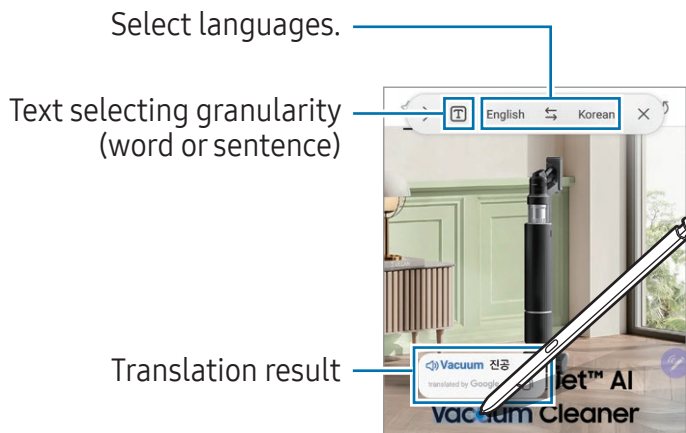 Select languages.
Text selecting granularity
(word or sentence)
English
Korean
Vacuum 진공
translated by Google
Jet™ AI
Vacuum Cleaner
Translation result